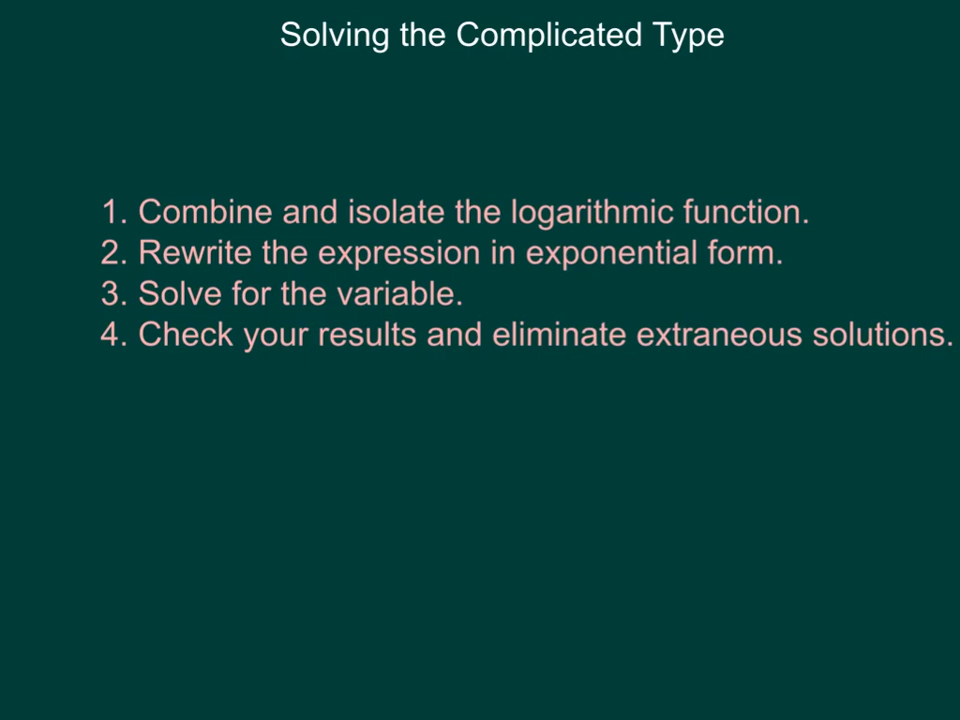 Solving the Complicated Type
1. Combine and isolate the logarithmic function.
2. Rewrite the expression in exponential form.
3. Solve for the variable.
4. Check your results and eliminate extraneous solutions.